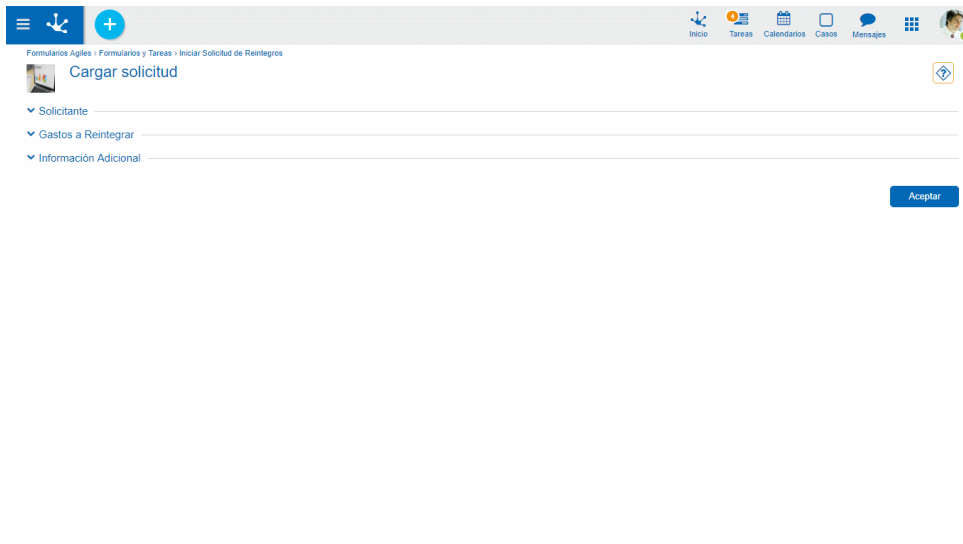 4
Inicio Tareas Calendarios Casos Mensajes
Formularios Agiles › Formularios y Tareas › Iniciar Solicitud de Reintegros
Cargar solicitud
?
Solicitante
Gastos a Reintegrar
Información Adicional
Aceptar